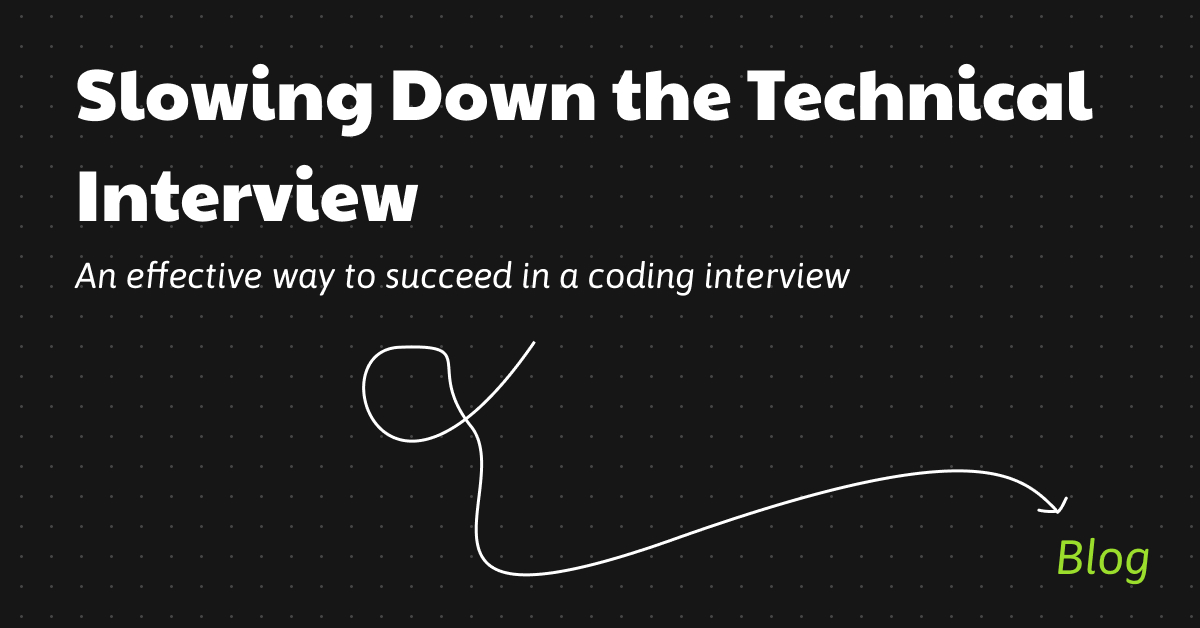 Slowing Down the Technical
Interview
An effective way to succeed in a coding interview
Blog